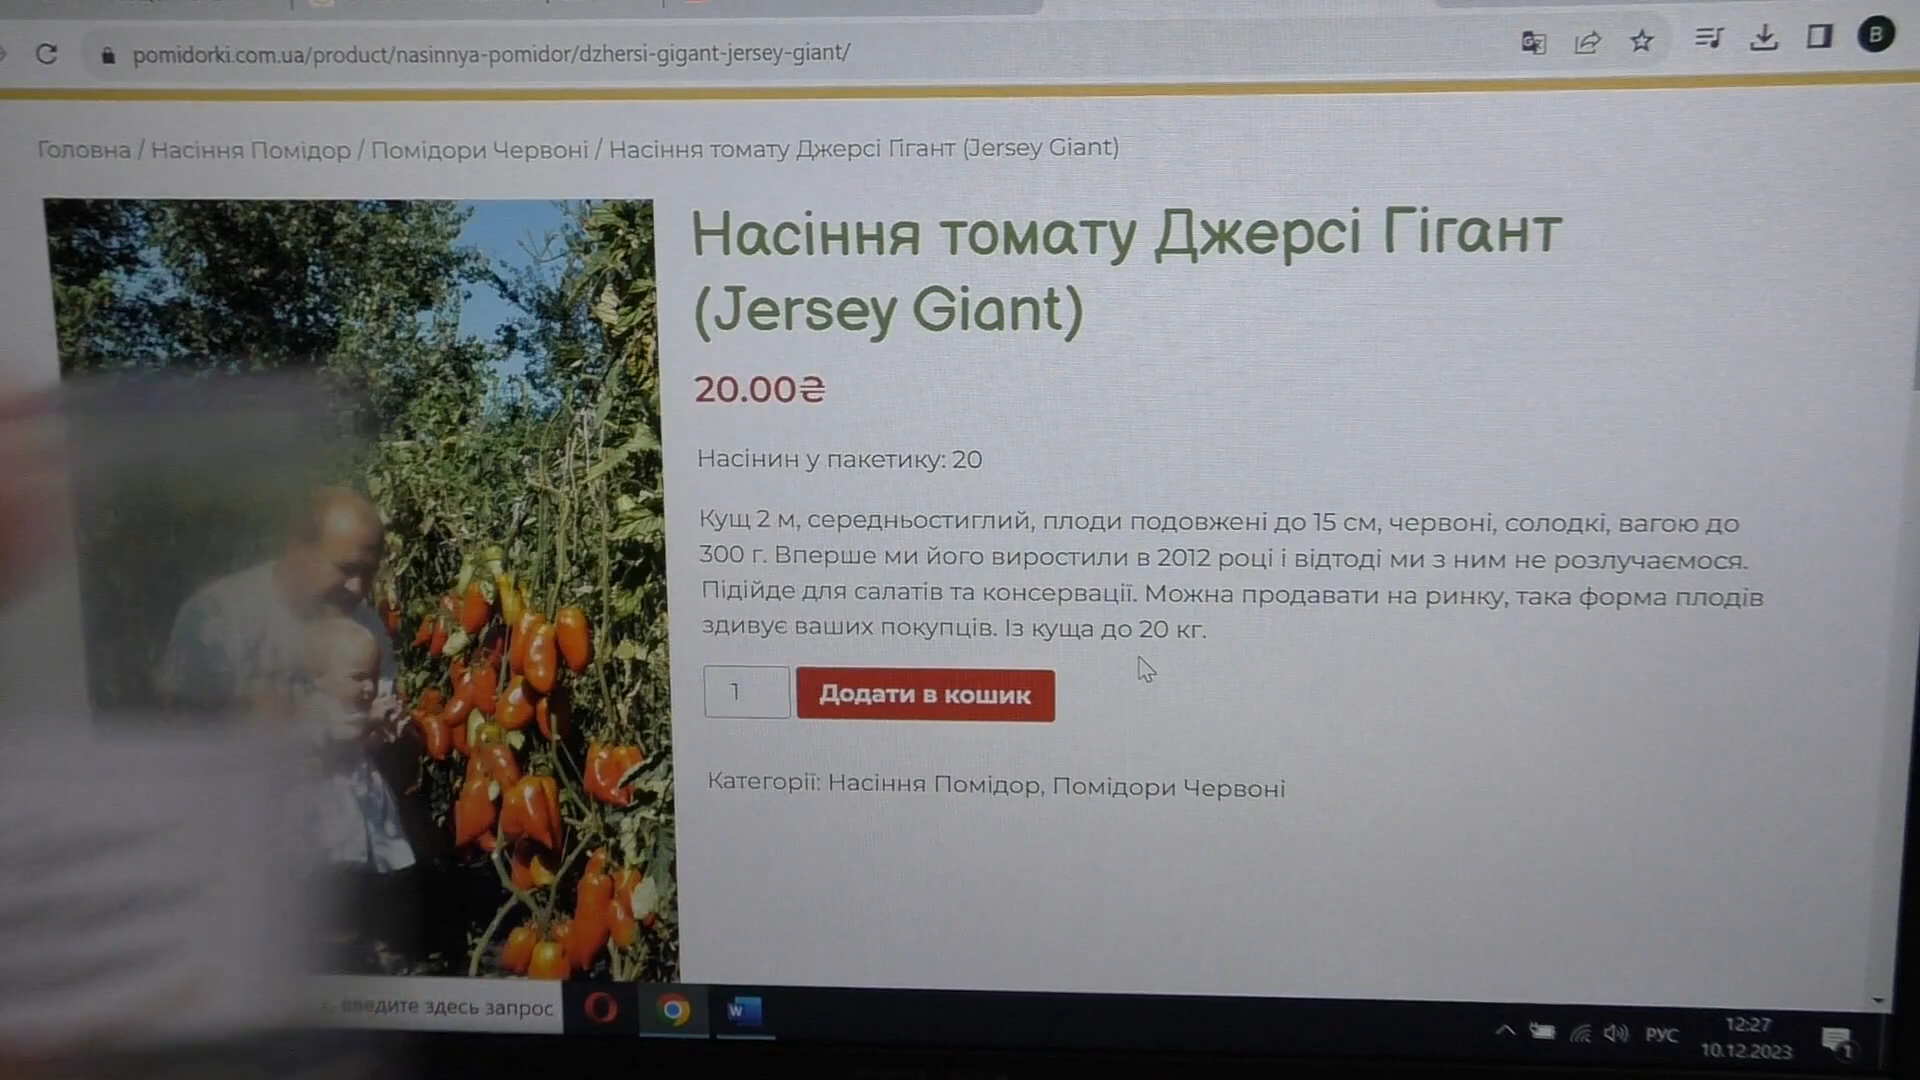 pomidorki.com.ua/product/nasinnya-pomidor/dzhersi-gigant-jersey-giant/
B
Головна / Насіння Помідор / Помідори Червоні / Насіння томату Джерсі Гігант (Jersey Giant)
Насіння томату Джерсі Гігант
(Jersey Giant)
20.00₴
Насінин у пакетику: 20
Кущ 2 м, середньостиглий, плоди подовжені до 15 см, червоні, солодкі, вагою до
300 г. Вперше ми його виростили в 2012 році і відтоді ми з ним не розлучаємося.
Підійде для салатів та консервації. Можна продавати на ринку, така форма плодів
здивує ваших покупців. Із куща до 20 кг.
1
Додати в кошик
Категорії: Насіння Помідор, Помідори Червоні
введите здесь запрос
W
РУС
12:27
10.12.2023
1